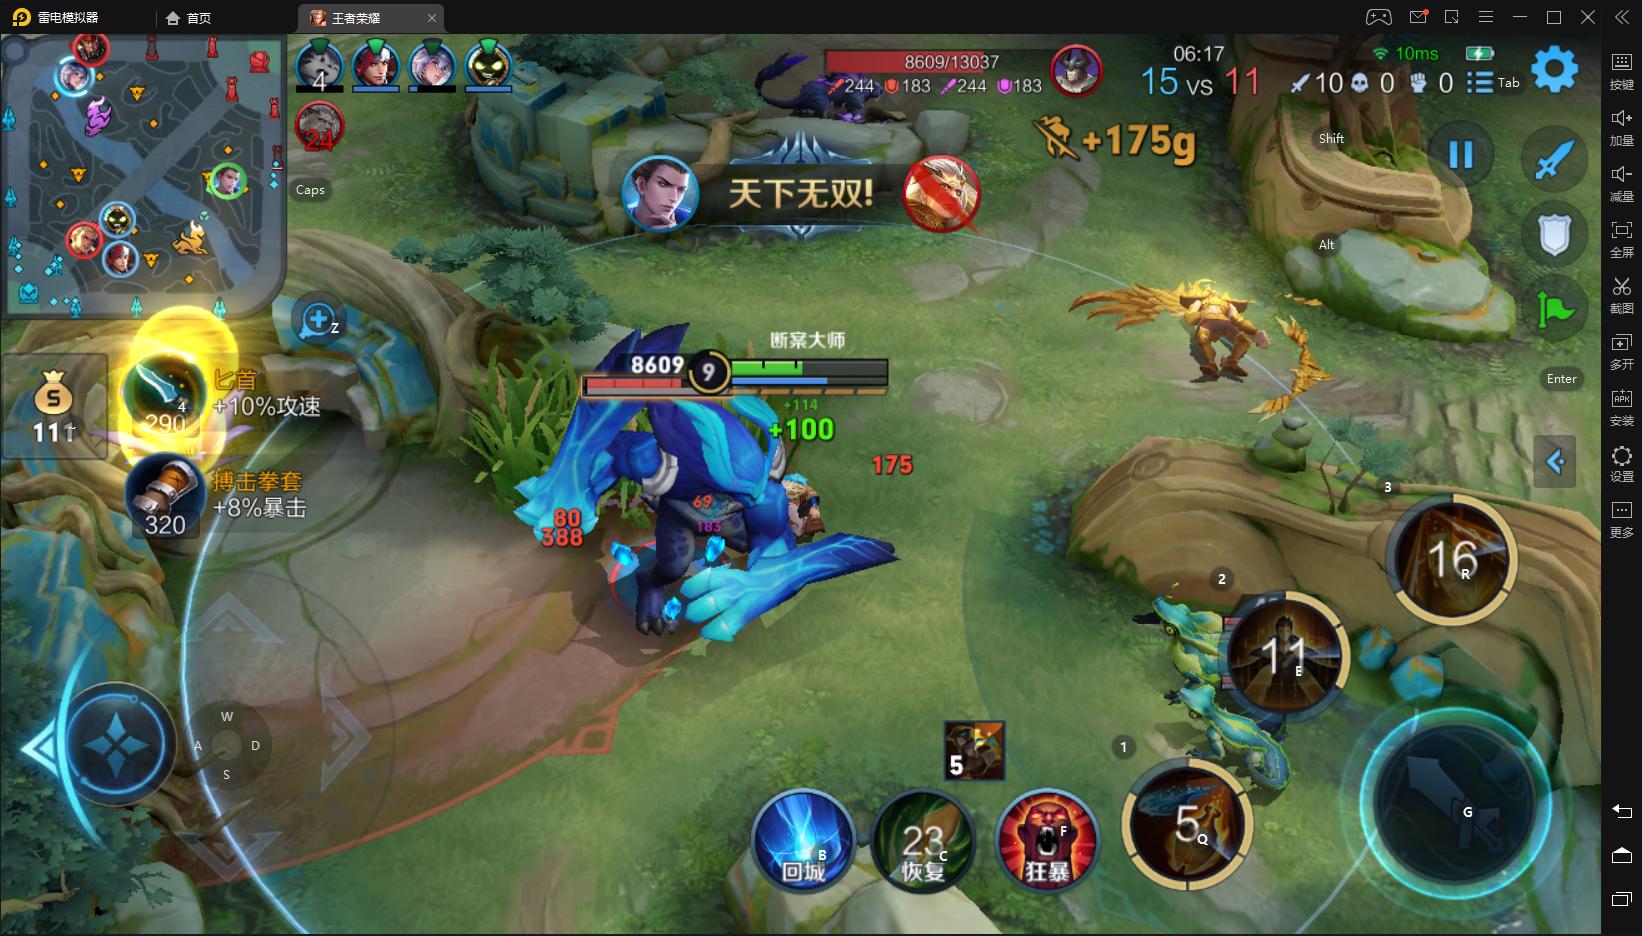 雷电模拟器
首页
王者荣耀
4
24
Caps
8609/13037
244
183
244
183
06:17
10ms
15 vs 11
10
0
0
Tab
+175g
天下无双!
Shift
Alt
Enter
按键
加量
减量
全屏
截图
多开
安装
设置
更多
Z
匕首
+10%攻速
4
290
搏击拳套
+8%暴击
320
断案大师
8609
9
+114
+100
175
69
183
80
388
W
A
D
S
5
B
回城
23
C
恢复
F
狂暴
1
5
Q
2
11
E
3
16
R
G